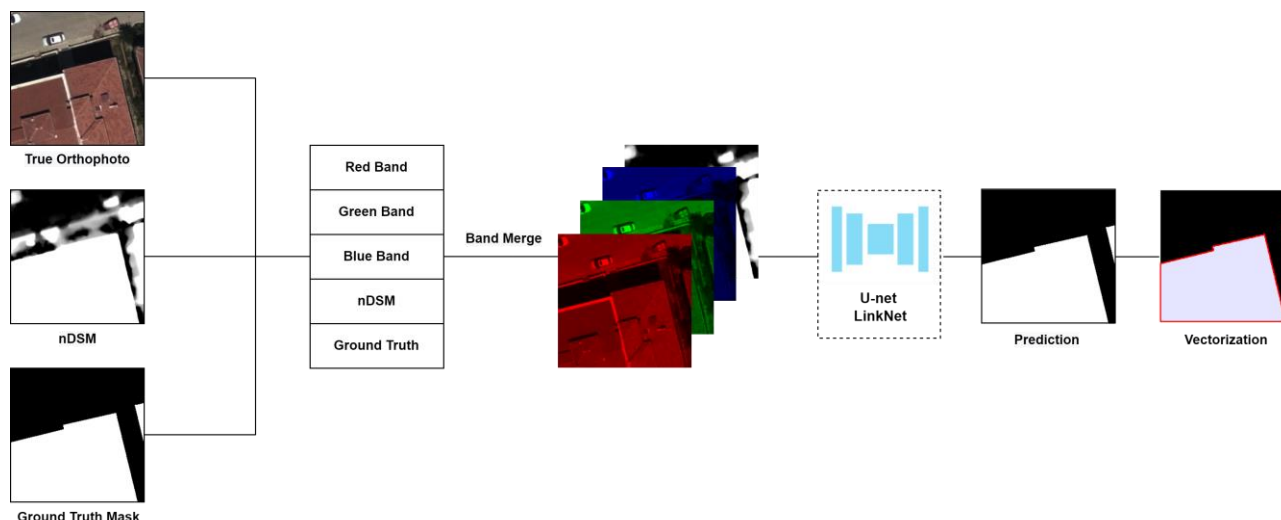 True Orthophoto
nDSM
Ground Truth Mask
Red Band
Green Band
Blue Band
nDSM
Ground Truth
Band Merge
U-net
LinkNet
Prediction
Vectorization